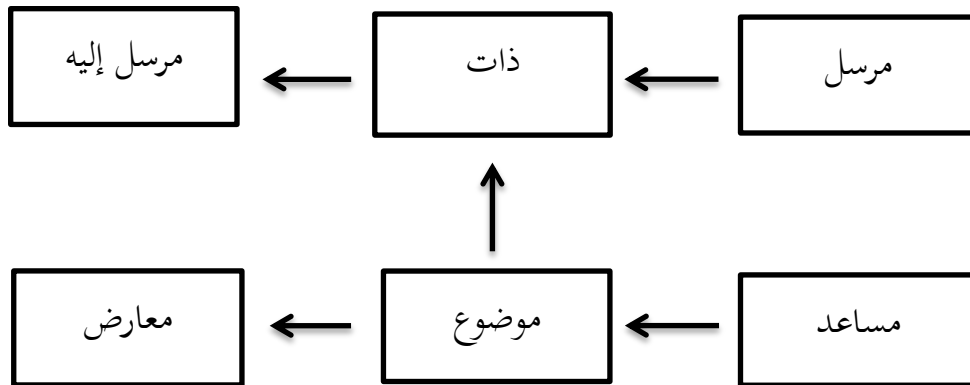 مرسل
ذات
مرسل إليه
مساعد
موضوع
معارض